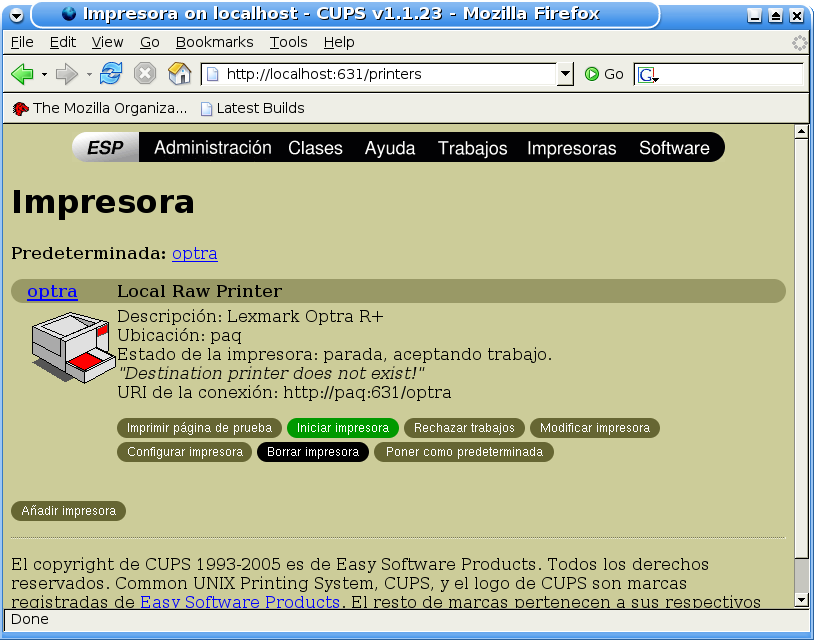 Impresora on localhost - CUPS v1.1.23 - Mozilla Firefox
File Edit View Go Bookmarks Tools Help
http://localhost:631/printers Go G
The Mozilla Organiza... Latest Builds
ESP Administración Clases Ayuda Trabajos Impresoras Software
Impresora
Predeterminada: optra
optra Local Raw Printer
Descripción: Lexmark Optra R+
Ubicación: paq
Estado de la impresora: parada, aceptando trabajo.
"Destination printer does not exist!"
URI de la conexión: http://paq:631/optra
Imprimir página de prueba Iniciar impresora Rechazar trabajos Modificar impresora
Configurar impresora Borrar impresora Poner como predeterminada
Añadir impresora
El copyright de CUPS 1993-2005 es de Easy Software Products. Todos los derechos
reservados. Common UNIX Printing System, CUPS, y el logo de CUPS son marcas
registradas de Easy Software Products. El resto de marcas pertenecen a sus respectivos
Done